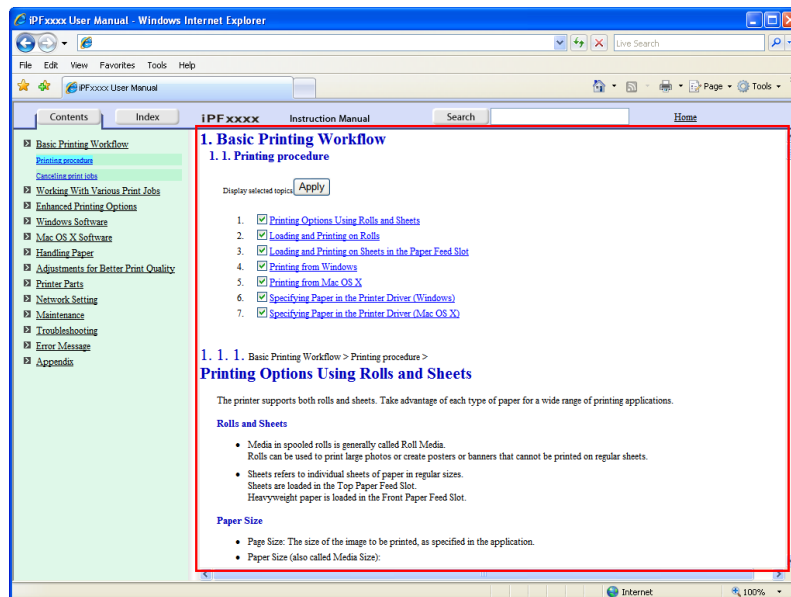 iPFxxxx User Manual - Windows Internet Explorer
Live Search
File Edit View Favorites Tools Help
iPFxxxx User Manual
Page Tools
Contents Index iPFxxxx Instruction Manual Search Home
Basic Printing Workflow
Printing procedure
Canceling print jobs
Working With Various Print Jobs
Enhanced Printing Options
Windows Software
Mac OS X Software
Handling Paper
Adjustments for Better Print Quality
Printer Parts
Network Setting
Maintenance
Troubleshooting
Error Message
Appendix
1. Basic Printing Workflow
1. 1. Printing procedure
Display selected topics Apply
1. Printing Options Using Rolls and Sheets
2. Loading and Printing on Rolls
3. Loading and Printing on Sheets in the Paper Feed Slot
4. Printing from Windows
5. Printing from Mac OS X
6. Specifying Paper in the Printer Driver (Windows)
7. Specifying Paper in the Printer Driver (Mac OS X)
1. 1. 1. Basic Printing Workflow > Printing procedure >
Printing Options Using Rolls and Sheets
The printer supports both rolls and sheets. Take advantage of each type of paper for a wide range of printing applications.
Rolls and Sheets
• Media in spooled rolls is generally called Roll Media.
Rolls can be used to print large photos or create posters or banners that cannot be printed on regular sheets.
• Sheets refers to individual sheets of paper in regular sizes.
Sheets are loaded in the Top Paper Feed Slot.
Heavyweight paper is loaded in the Front Paper Feed Slot.
Paper Size
• Page Size: The size of the image to be printed, as specified in the application.
• Paper Size (also called Media Size):
Internet 100%